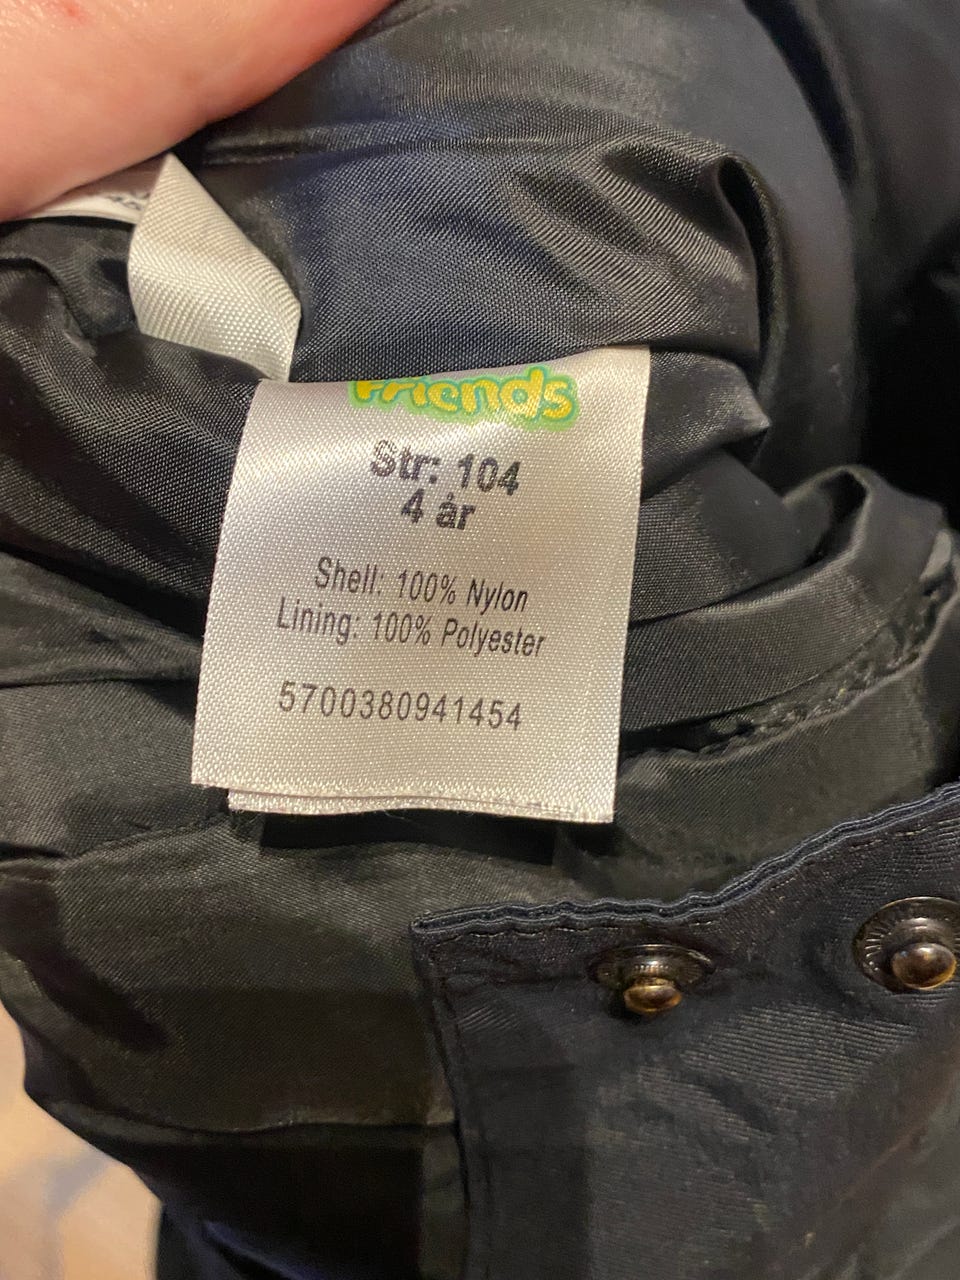 Friends
Str: 104
4 år
Shell: 100% Nylon
Lining: 100% Polyester
5700380941454